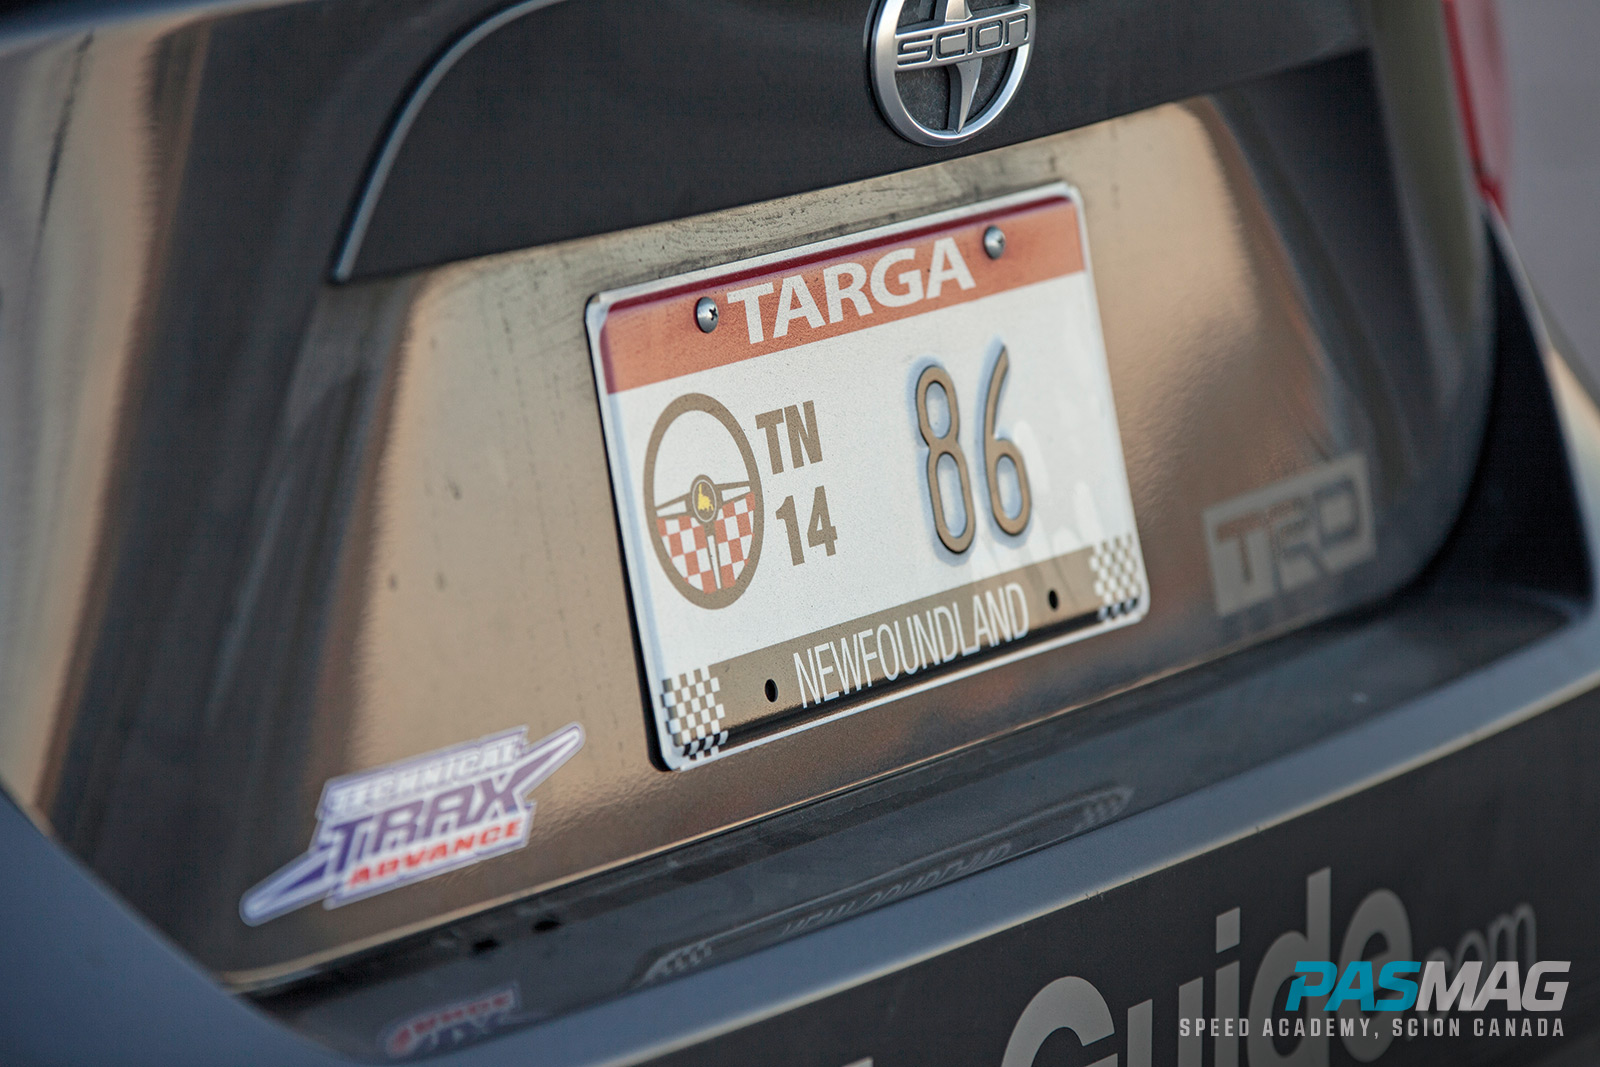 SCION
TARGA
TN
14
86
NEWFOUNDLAND
TRD
TECHNICAL
TRAX
ADVANCE
Guide.com
PASMAG
SPEED ACADEMY, SCION CANADA